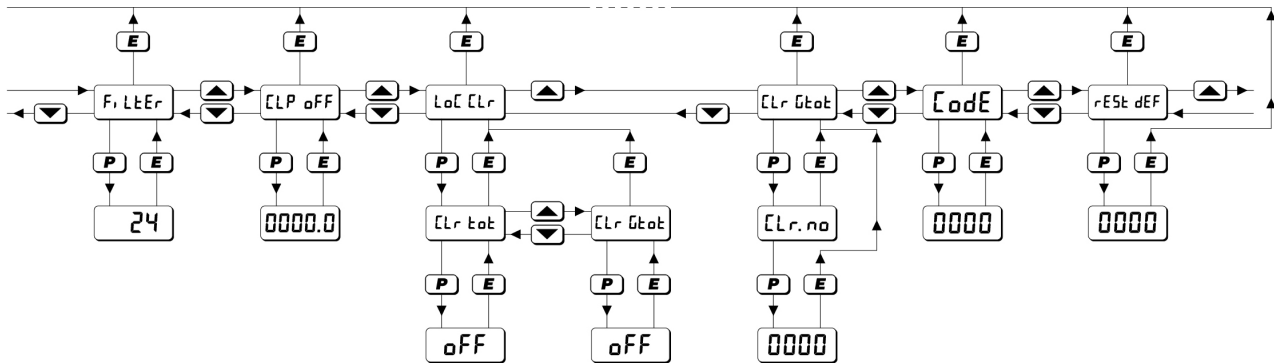 E E E E E E
FiLtEr CLP oFF LoC CLr CLr Gtot CodE rESt dEF
P E P E P E E P E P E P E
24 0000.0 CLr tot CLr Gtot CLr.no 0000 0000
P E P E P E
oFF oFF 0000